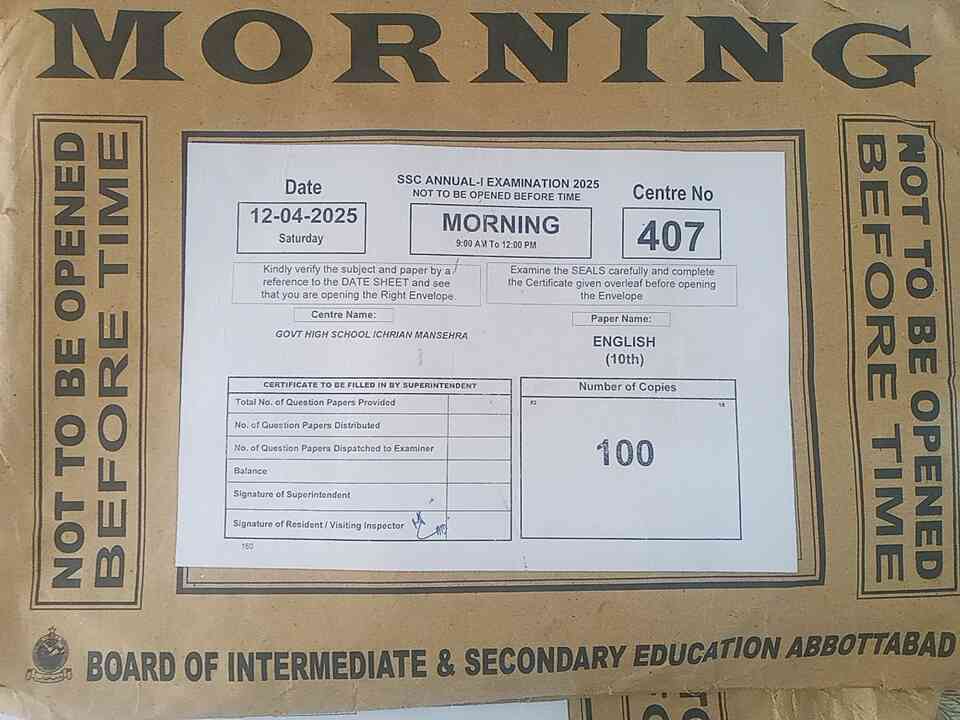 MORNING
NOT TO BE OPENED
BEFORE TIME
Date
12-04-2025
Saturday
SSC ANNUAL-I EXAMINATION 2025
NOT TO BE OPENED BEFORE TIME
MORNING
9:00 AM To 12:00 PM
Centre No
407
Kindly verify the subject and paper by a
reference to the DATE SHEET and see
that you are opening the Right Envelope.
Examine the SEALS carefully and complete
the Certificate given overleaf before opening
the Envelope
Centre Name:
GOVT HIGH SCHOOL ICHRIAN MANSEHRA
Paper Name:
ENGLISH
(10th)
CERTIFICATE TO BE FILLED IN BY SUPERINTENDENT
Total No. of Question Papers Provided
No. of Question Papers Distributed
No. of Question Papers Dispatched to Examiner
Balance
Signature of Superintendent
Signature of Resident / Visiting Inspector
160
Number of Copies
100
NOT TO BE OPENED
BEFORE TIME
BOARD OF INTERMEDIATE & SECONDARY EDUCATION ABBOTTABAD